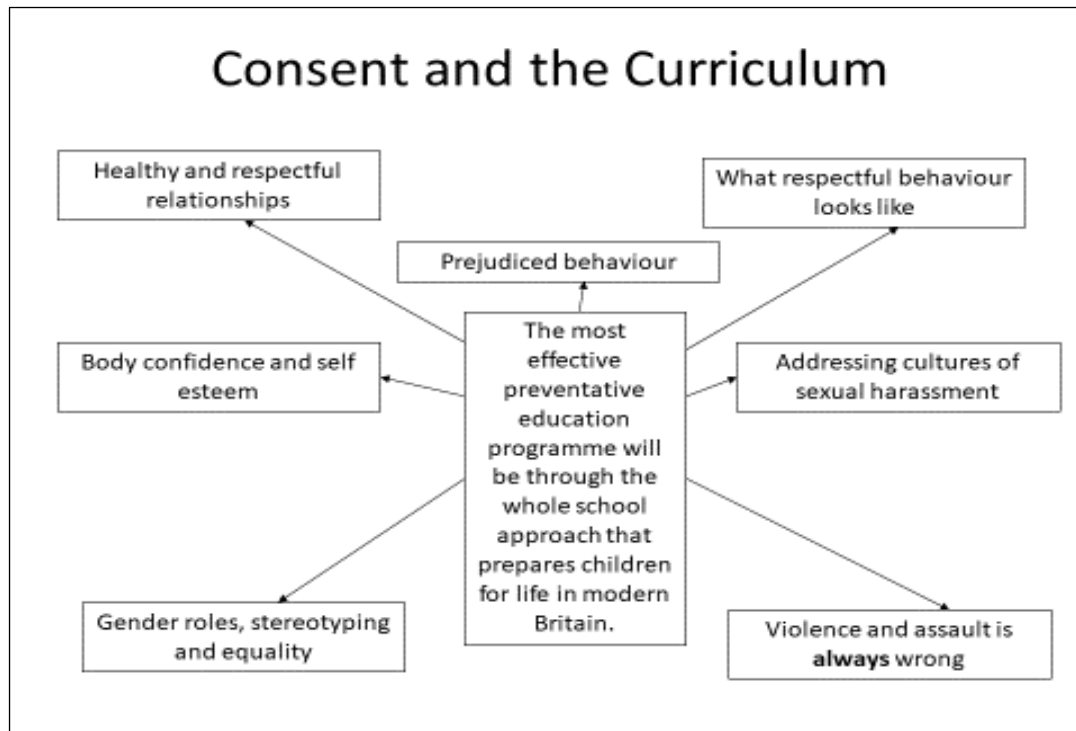 Consent and the Curriculum
Healthy and respectful
relationships
What respectful behaviour
looks like
Prejudiced behaviour
The most
effective
preventative
education
programme will
be through the
whole school
approach that
prepares children
for life in modern
Britain.
Body confidence and self
esteem
Addressing cultures of
sexual harassment
Gender roles, stereotyping
and equality
Violence and assault is
always wrong